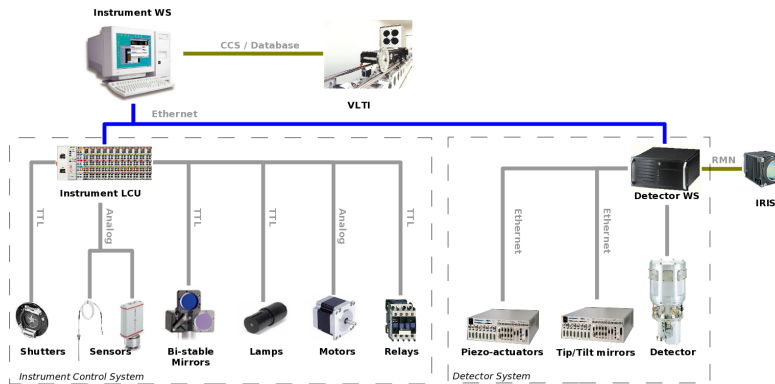 Instrument WS
CCS / Database
VLTI
Ethernet
RMN
Instrument LCU
Detector WS
IRIS
TTL
Analog
TTL
TTL
Analog
TTL
Ethernet
Ethernet
Shutters
Sensors
Bi-stable
Mirrors
Lamps
Motors
Relays
Piezo-actuators
Tip/Tilt mirrors
Detector
Instrument Control System
Detector System